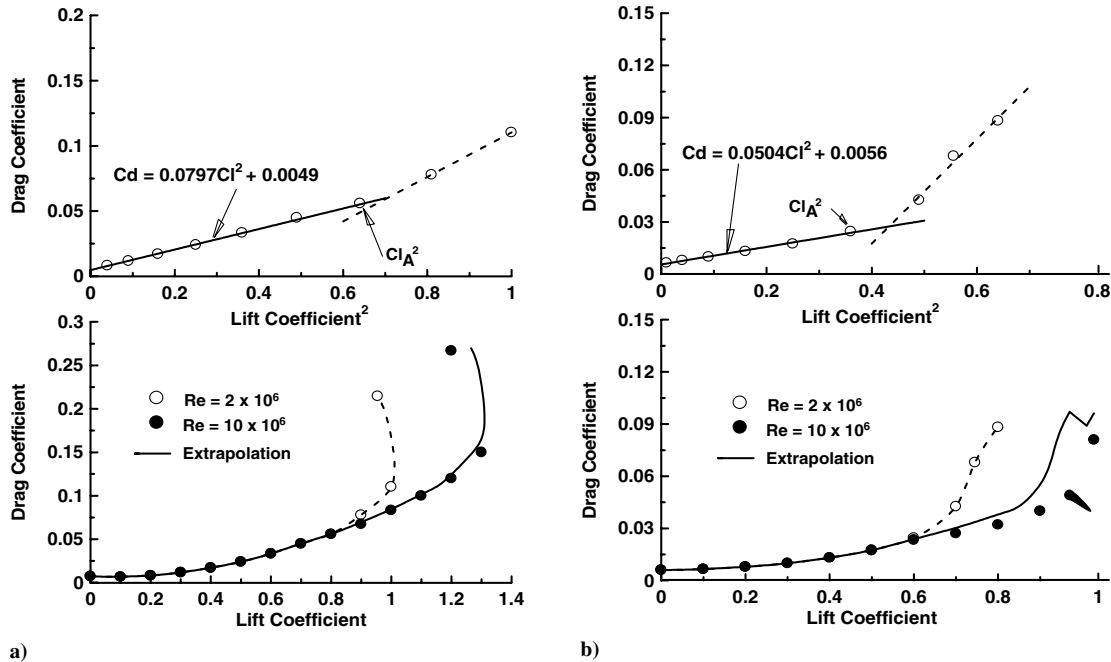 0.2
0.15
0.1
0.05
0
Drag Coefficient
Cd = 0.0797Cl² + 0.0049
Cl_A²
0 0.2 0.4 0.6 0.8 1
Lift Coefficient²
0.3
0.25
0.2
0.15
0.1
0.05
0
Drag Coefficient
Re = 2 x 10⁶
Re = 10 x 10⁶
Extrapolation
0 0.2 0.4 0.6 0.8 1 1.2 1.4
Lift Coefficient
a)
0.15
0.12
0.09
0.06
0.03
0
Drag Coefficient
Cd = 0.0504Cl² + 0.0056
Cl_A²
0 0.2 0.4 0.6 0.8
Lift Coefficient²
0.15
0.12
0.09
0.06
0.03
0
Drag Coefficient
Re = 2 x 10⁶
Re = 10 x 10⁶
Extrapolation
0 0.2 0.4 0.6 0.8 1
Lift Coefficient
b)